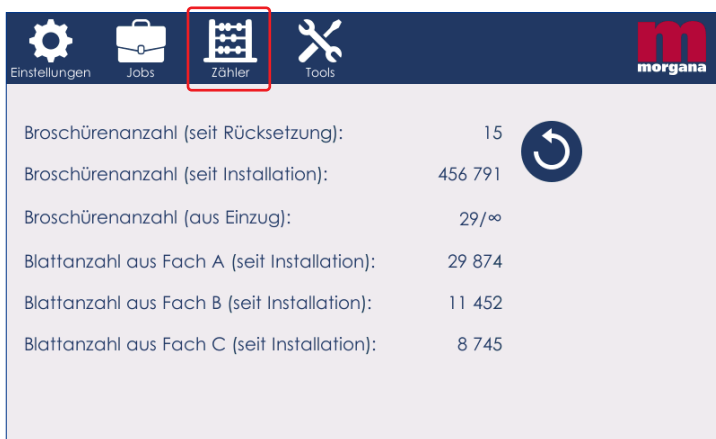 Einstellungen Jobs Zähler Tools
morgana
Broschürenanzahl (seit Rücksetzung): 15
Broschürenanzahl (seit Installation): 456 791
Broschürenanzahl (aus Einzug): 29/∞
Blattanzahl aus Fach A (seit Installation): 29 874
Blattanzahl aus Fach B (seit Installation): 11 452
Blattanzahl aus Fach C (seit Installation): 8 745